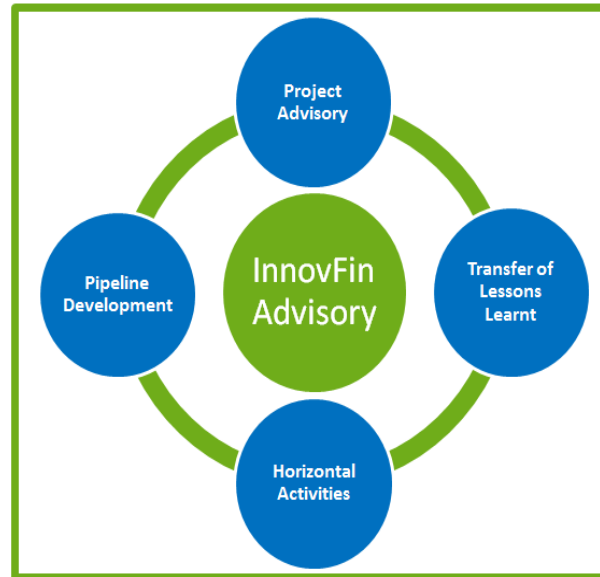 Project
Advisory
Pipeline
Development
InnovFin
Advisory
Transfer of
Lessons
Learnt
Horizontal
Activities